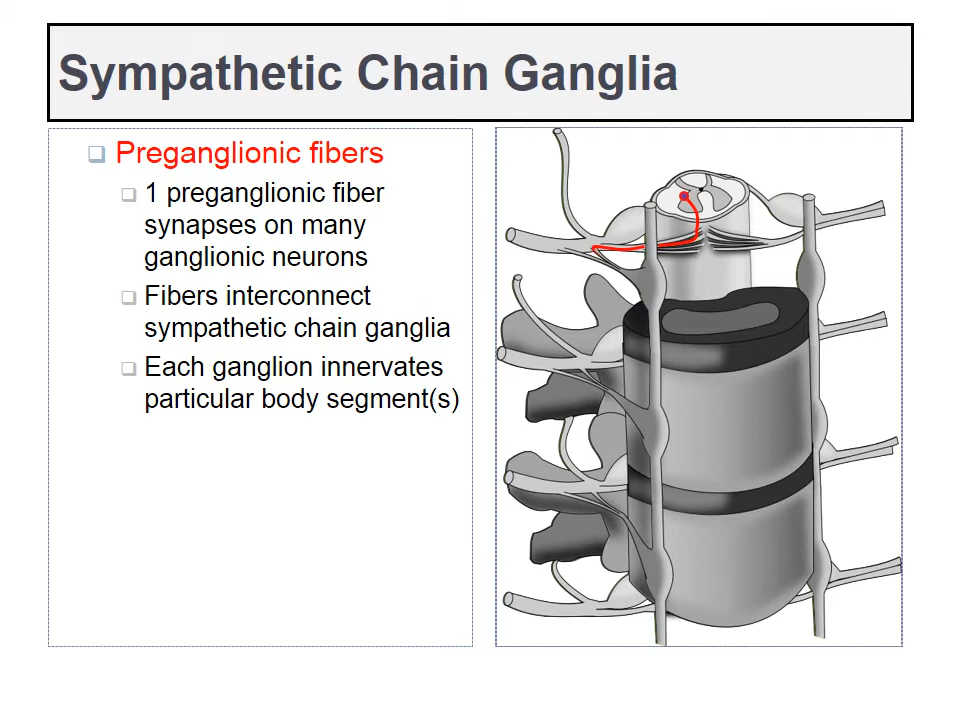 Sympathetic Chain Ganglia
Preganglionic fibers
1 preganglionic fiber
synapses on many
ganglionic neurons
Fibers interconnect
sympathetic chain ganglia
Each ganglion innervates
particular body segment(s)